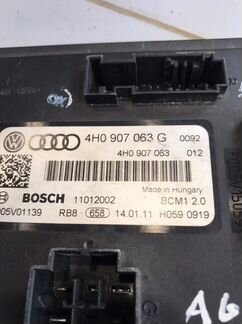 4H0 907 063 G 0092
4H0 907 063 012
Made in Hungary
BOSCH 11012002 BCM1 2.0
005V01139 RB8- 658 14.01.11 H059 0919
A6